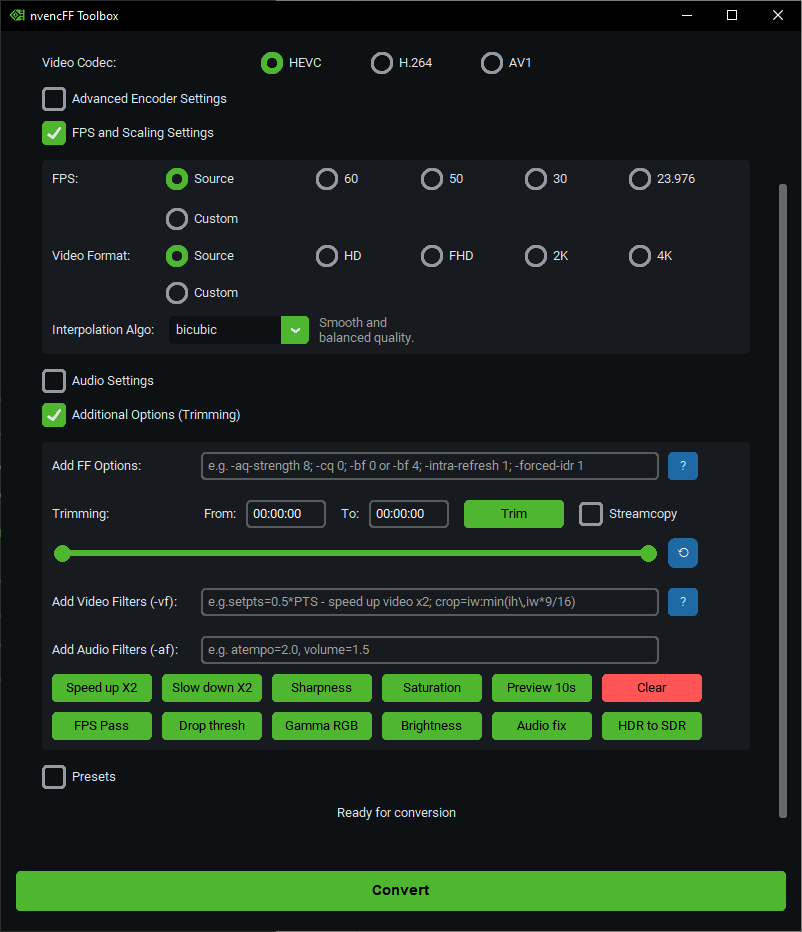 nvencFF Toolbox
Video Codec: HEVC H.264 AV1
Advanced Encoder Settings
FPS and Scaling Settings
FPS: Source 60 50 30 23.976
Custom
Video Format: Source HD FHD 2K 4K
Custom
Interpolation Algo: bicubic Smooth and
balanced quality.
Audio Settings
Additional Options (Trimming)
Add FF Options: e.g. -aq-strength 8; -cq 0; -bf 0 or -bf 4; -intra-refresh 1; -forced-idr 1 ?
Trimming: From: 00:00:00 To: 00:00:00 Trim Streamcopy
Add Video Filters (-vf): e.g.setpts=0.5*PTS - speed up video x2; crop=iw:min(ih\,iw*9/16) ?
Add Audio Filters (-af): e.g. atempo=2.0, volume=1.5
Speed up X2 Slow down X2 Sharpness Saturation Preview 10s Clear
FPS Pass Drop thresh Gamma RGB Brightness Audio fix HDR to SDR
Presets
Ready for conversion
Convert